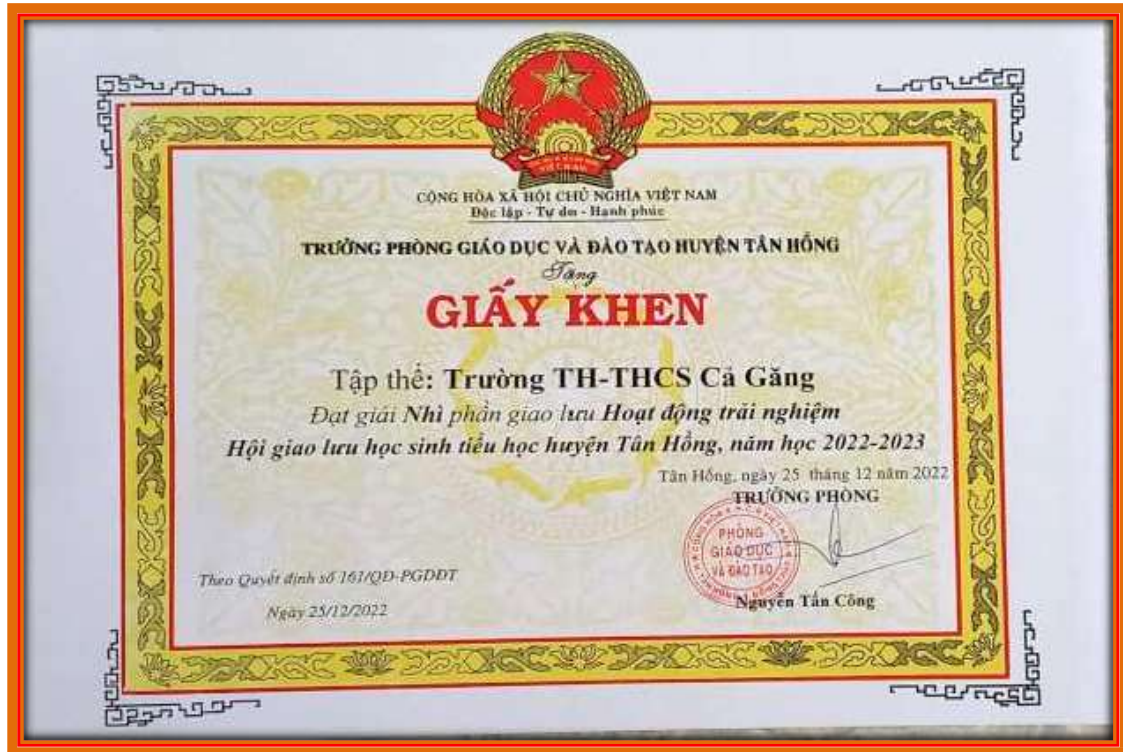 CỘNG HÒA XÃ HỘI CHỦ NGHĨA VIỆT NAM
Độc lập - Tự do - Hạnh phúc
TRƯỞNG PHÒNG GIÁO DỤC VÀ ĐÀO TẠO HUYỆN TÂN HỒNG
Tặng
GIẤY KHEN
Tập thể: Trường TH-THCS Cả Găng
Đạt giải Nhì phần giao lưu Hoạt động trải nghiệm
Hội giao lưu học sinh tiểu học huyện Tân Hồng, năm học 2022-2023
Tân Hồng, ngày 25 tháng 12 năm 2022
TRƯỞNG PHÒNG
PHÒNG
GIÁO DỤC
VÀ ĐÀO TẠO
Nguyễn Tấn Công
Theo Quyết định số 161/QĐ-PGDĐT
Ngày 25/12/2022